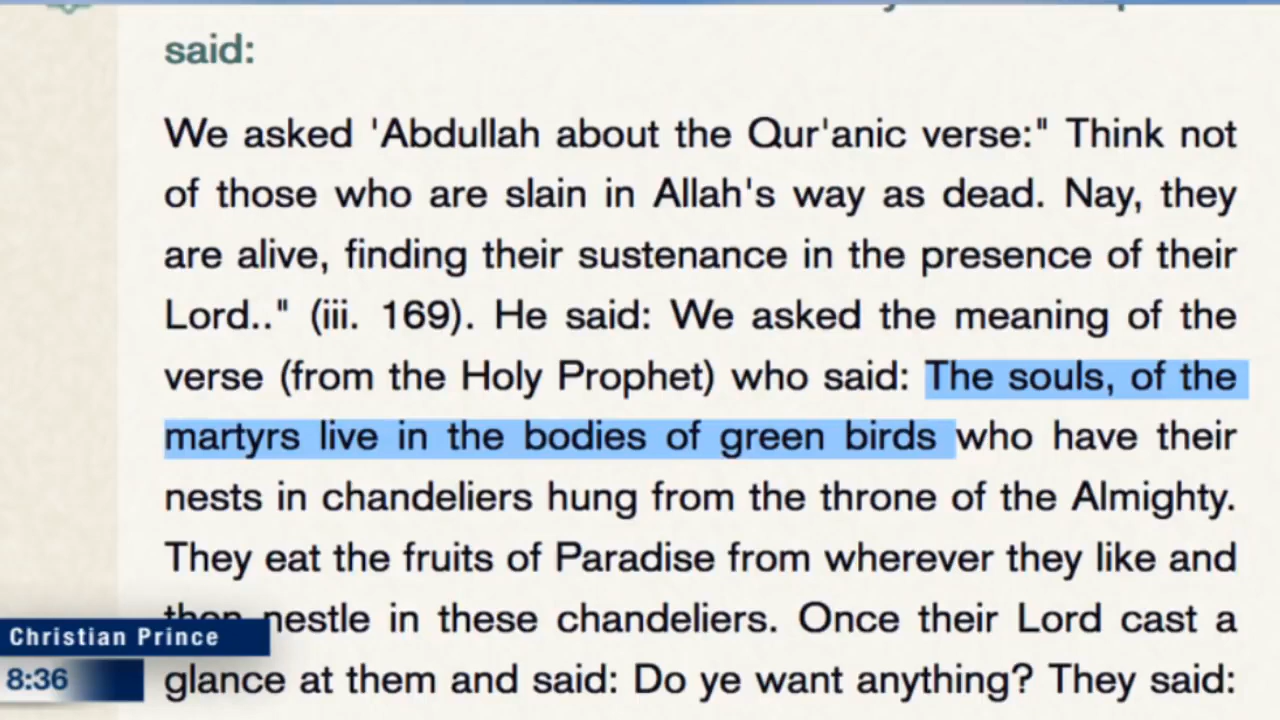 said:
We asked 'Abdullah about the Qur'anic verse:" Think not
of those who are slain in Allah's way as dead. Nay, they
are alive, finding their sustenance in the presence of their
Lord.." (iii. 169). He said: We asked the meaning of the
verse (from the Holy Prophet) who said: The souls, of the
martyrs live in the bodies of green birds who have their
nests in chandeliers hung from the throne of the Almighty.
They eat the fruits of Paradise from wherever they like and
then nestle in these chandeliers. Once their Lord cast a
glance at them and said: Do ye want anything? They said:
Christian Prince
8:36